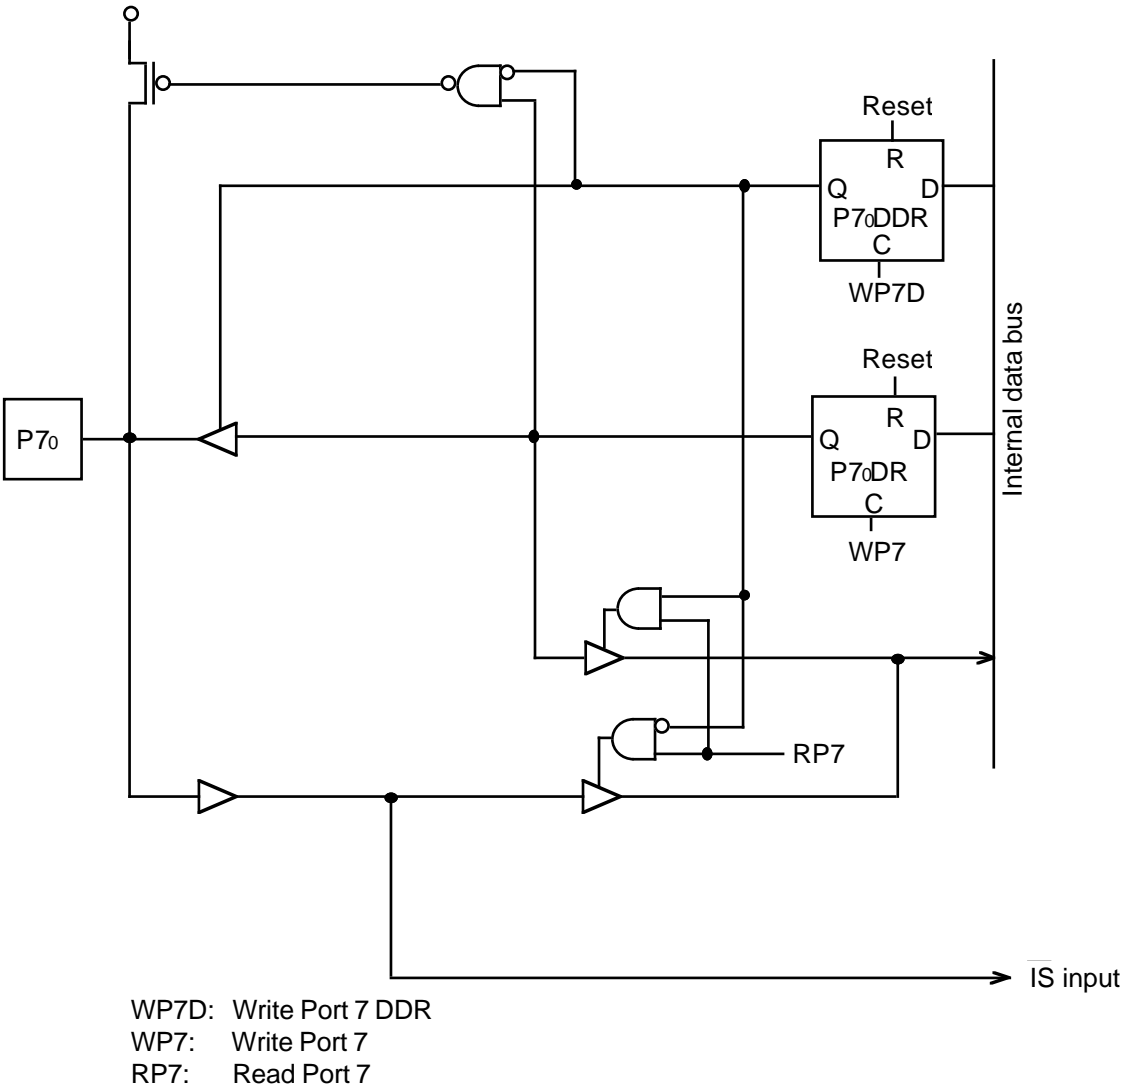 Reset
R
Q D
P7₀DDR
C
WP7D
Internal data bus
Reset
R
P7₀
Q D
P7₀DR
C
WP7
RP7
I̅S̅ input
WP7D: Write Port 7 DDR
WP7: Write Port 7
RP7: Read Port 7